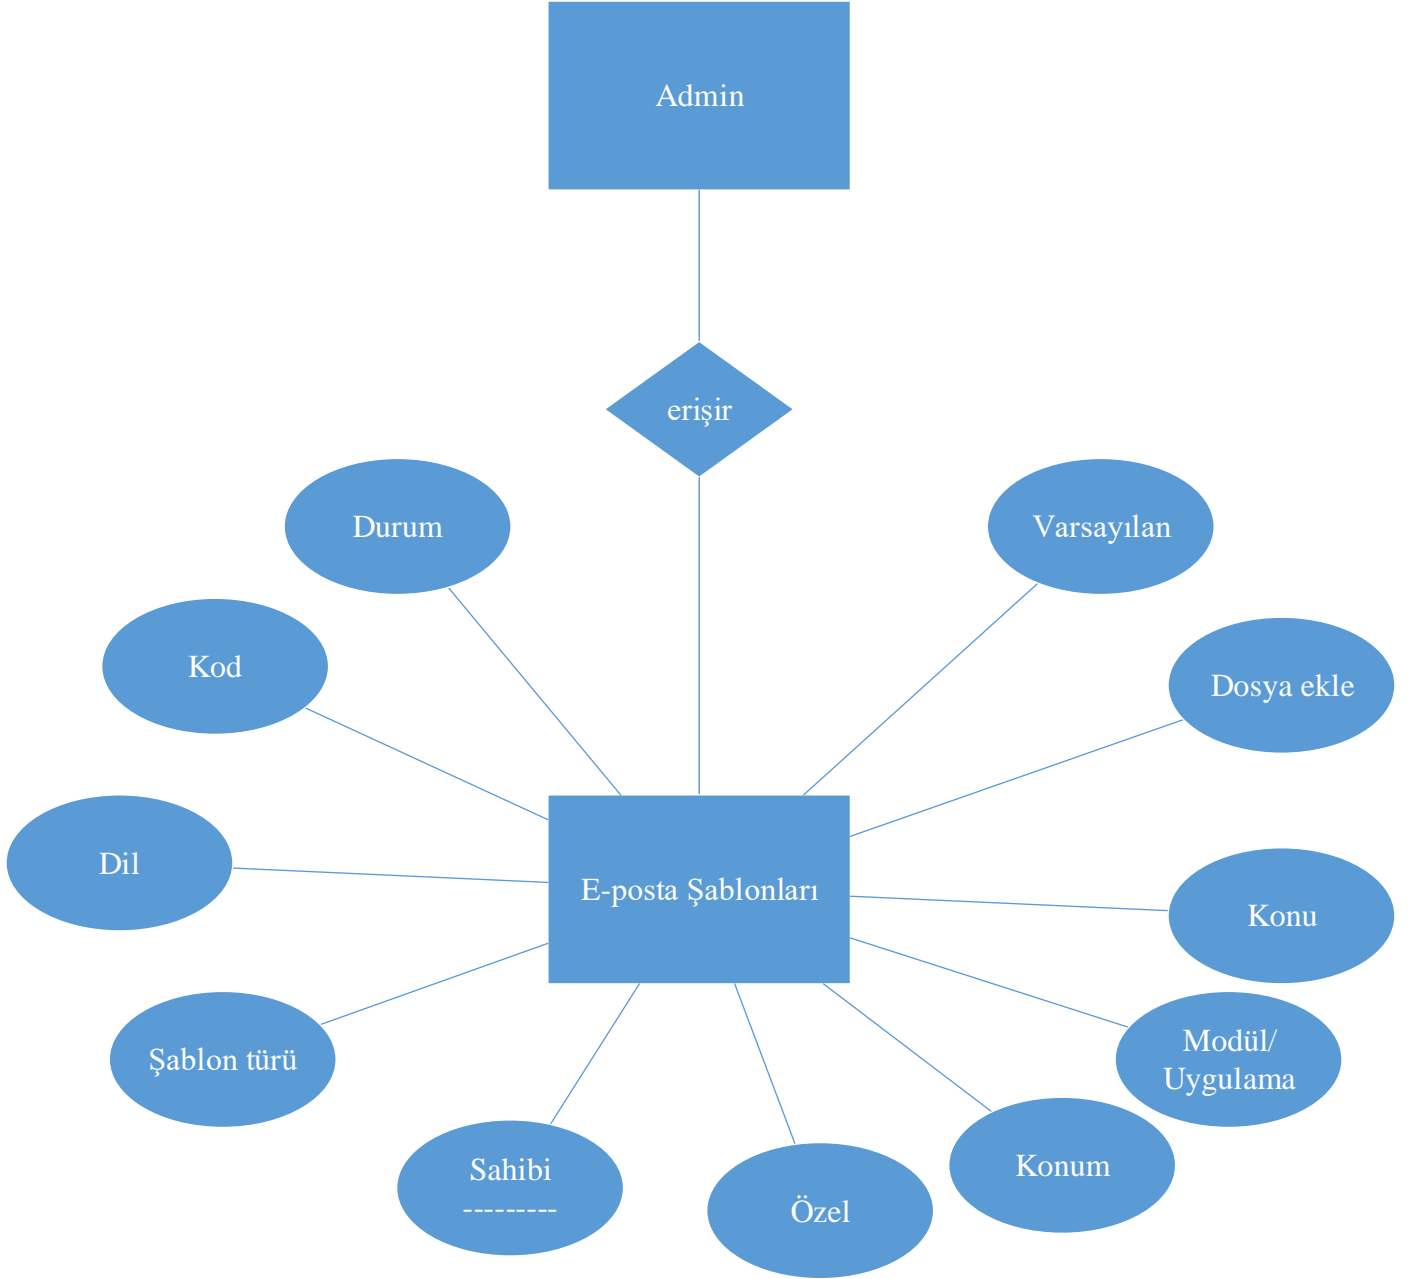 Admin
erişir
Durum
Varsayılan
Kod
Dosya ekle
Dil
E-posta Şablonları
Konu
Şablon türü
Modül/
Uygulama
Sahibi
---------
Özel
Konum